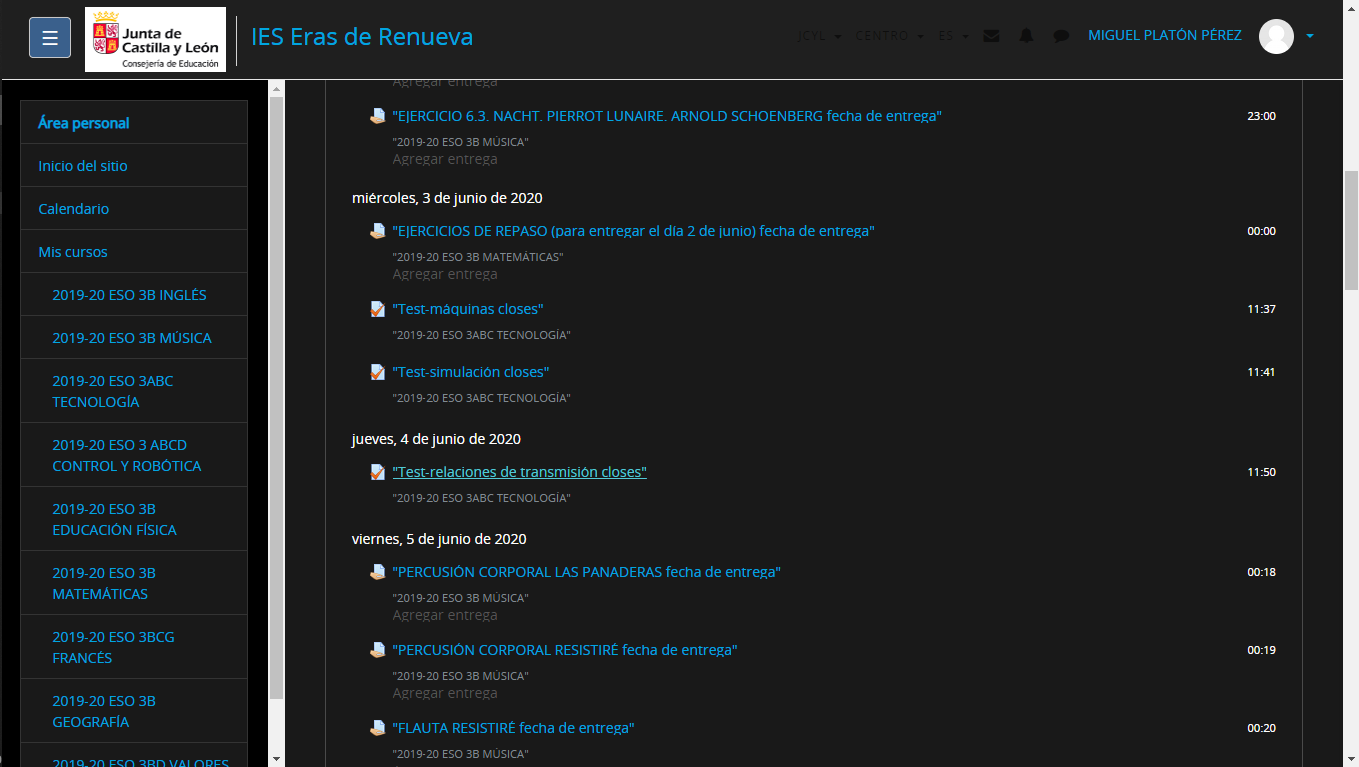 Junta de
Castilla y León
Consejería de Educación
IES Eras de Renueva
JCYL
CENTRO
ES
MIGUEL PLATÓN PÉREZ
Área personal
Inicio del sitio
Calendario
Mis cursos
2019-20 ESO 3B INGLÉS
2019-20 ESO 3B MÚSICA
2019-20 ESO 3ABC
TECNOLOGÍA
2019-20 ESO 3 ABCD
CONTROL Y ROBÓTICA
2019-20 ESO 3B
EDUCACIÓN FÍSICA
2019-20 ESO 3B
MATEMÁTICAS
2019-20 ESO 3BCG
FRANCÉS
2019-20 ESO 3B
GEOGRAFÍA
2019-20 ESO 3BD VALORES
Agregar entrega
"EJERCICIO 6.3. NACHT. PIERROT LUNAIRE. ARNOLD SCHOENBERG fecha de entrega" 23:00
"2019-20 ESO 3B MÚSICA"
Agregar entrega
miércoles, 3 de junio de 2020
"EJERCICIOS DE REPASO (para entregar el día 2 de junio) fecha de entrega" 00:00
"2019-20 ESO 3B MATEMÁTICAS"
Agregar entrega
"Test-máquinas closes" 11:37
"2019-20 ESO 3ABC TECNOLOGÍA"
"Test-simulación closes" 11:41
"2019-20 ESO 3ABC TECNOLOGÍA"
jueves, 4 de junio de 2020
"Test-relaciones de transmisión closes" 11:50
"2019-20 ESO 3ABC TECNOLOGÍA"
viernes, 5 de junio de 2020
"PERCUSIÓN CORPORAL LAS PANADERAS fecha de entrega" 00:18
"2019-20 ESO 3B MÚSICA"
Agregar entrega
"PERCUSIÓN CORPORAL RESISTIRÉ fecha de entrega" 00:19
"2019-20 ESO 3B MÚSICA"
Agregar entrega
"FLAUTA RESISTIRÉ fecha de entrega" 00:20
"2019-20 ESO 3B MÚSICA"